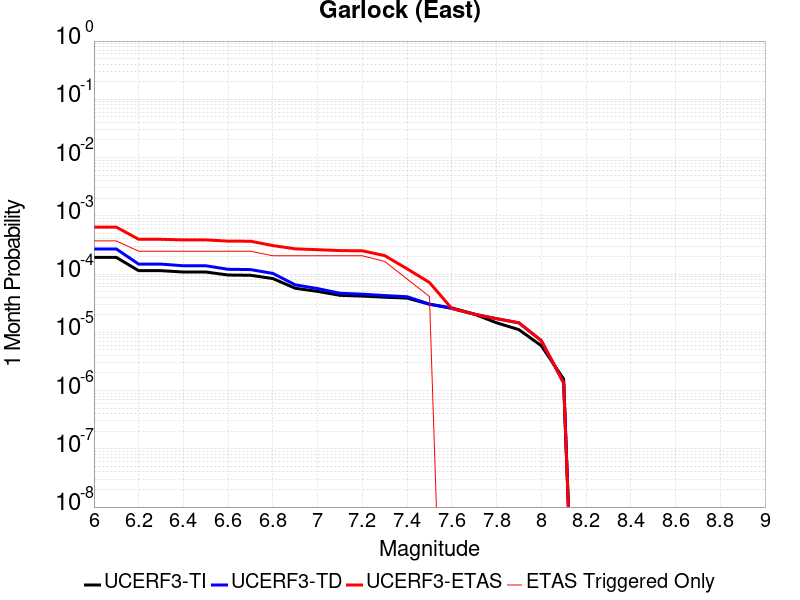 Garlock (East)
10 0
10 -1
10 -2
10 -3
10 -4
10 -5
10 -6
10 -7
10 -8
1 Month Probability
6 6.2 6.4 6.6 6.8 7 7.2 7.4 7.6 7.8 8 8.2 8.4 8.6 8.8 9
Magnitude
UCERF3-TI UCERF3-TD UCERF3-ETAS ETAS Triggered Only